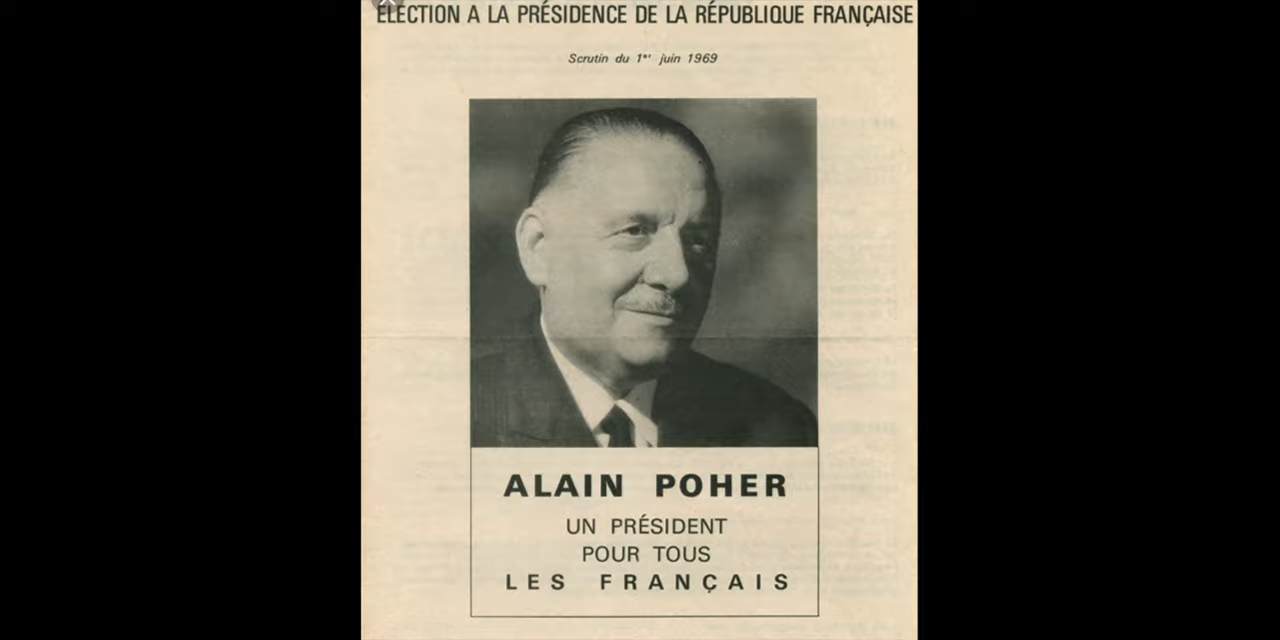 ÉLECTION A LA PRÉSIDENCE DE LA RÉPUBLIQUE FRANÇAISE
Scrutin du 1er juin 1969
ALAIN POHER
UN PRÉSIDENT
POUR TOUS
LES FRANÇAIS